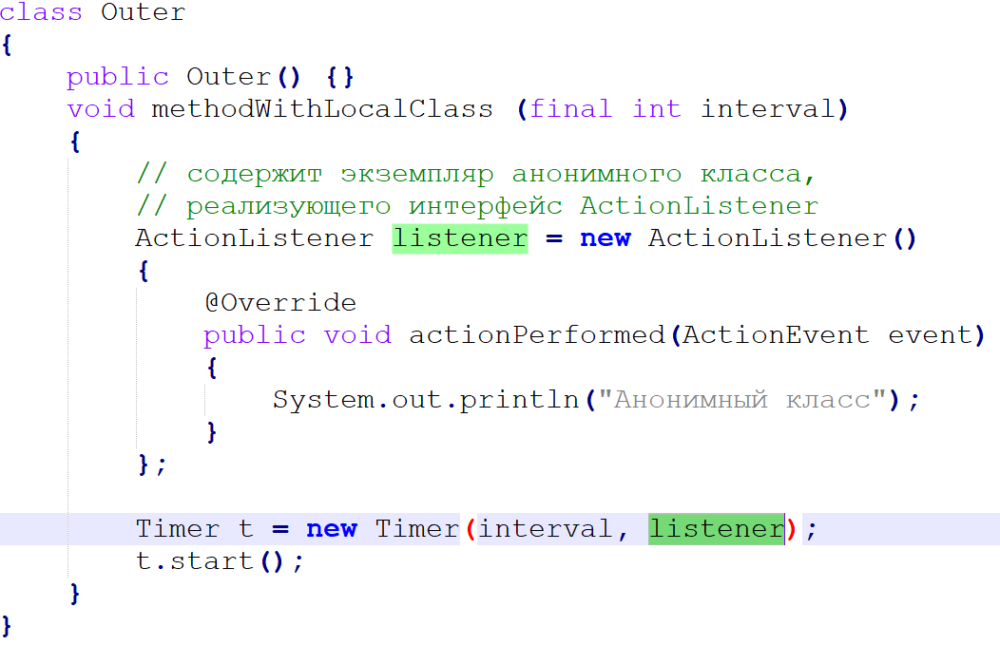 class Outer
{
public Outer() {}
void methodWithLocalClass (final int interval)
{
// содержит экземпляр анонимного класса,
// реализующего интерфейс ActionListener
ActionListener listener = new ActionListener()
{
@Override
public void actionPerformed(ActionEvent event)
{
System.out.println("Анонимный класс");
}
};
Timer t = new Timer(interval, listener);
t.start();
}
}